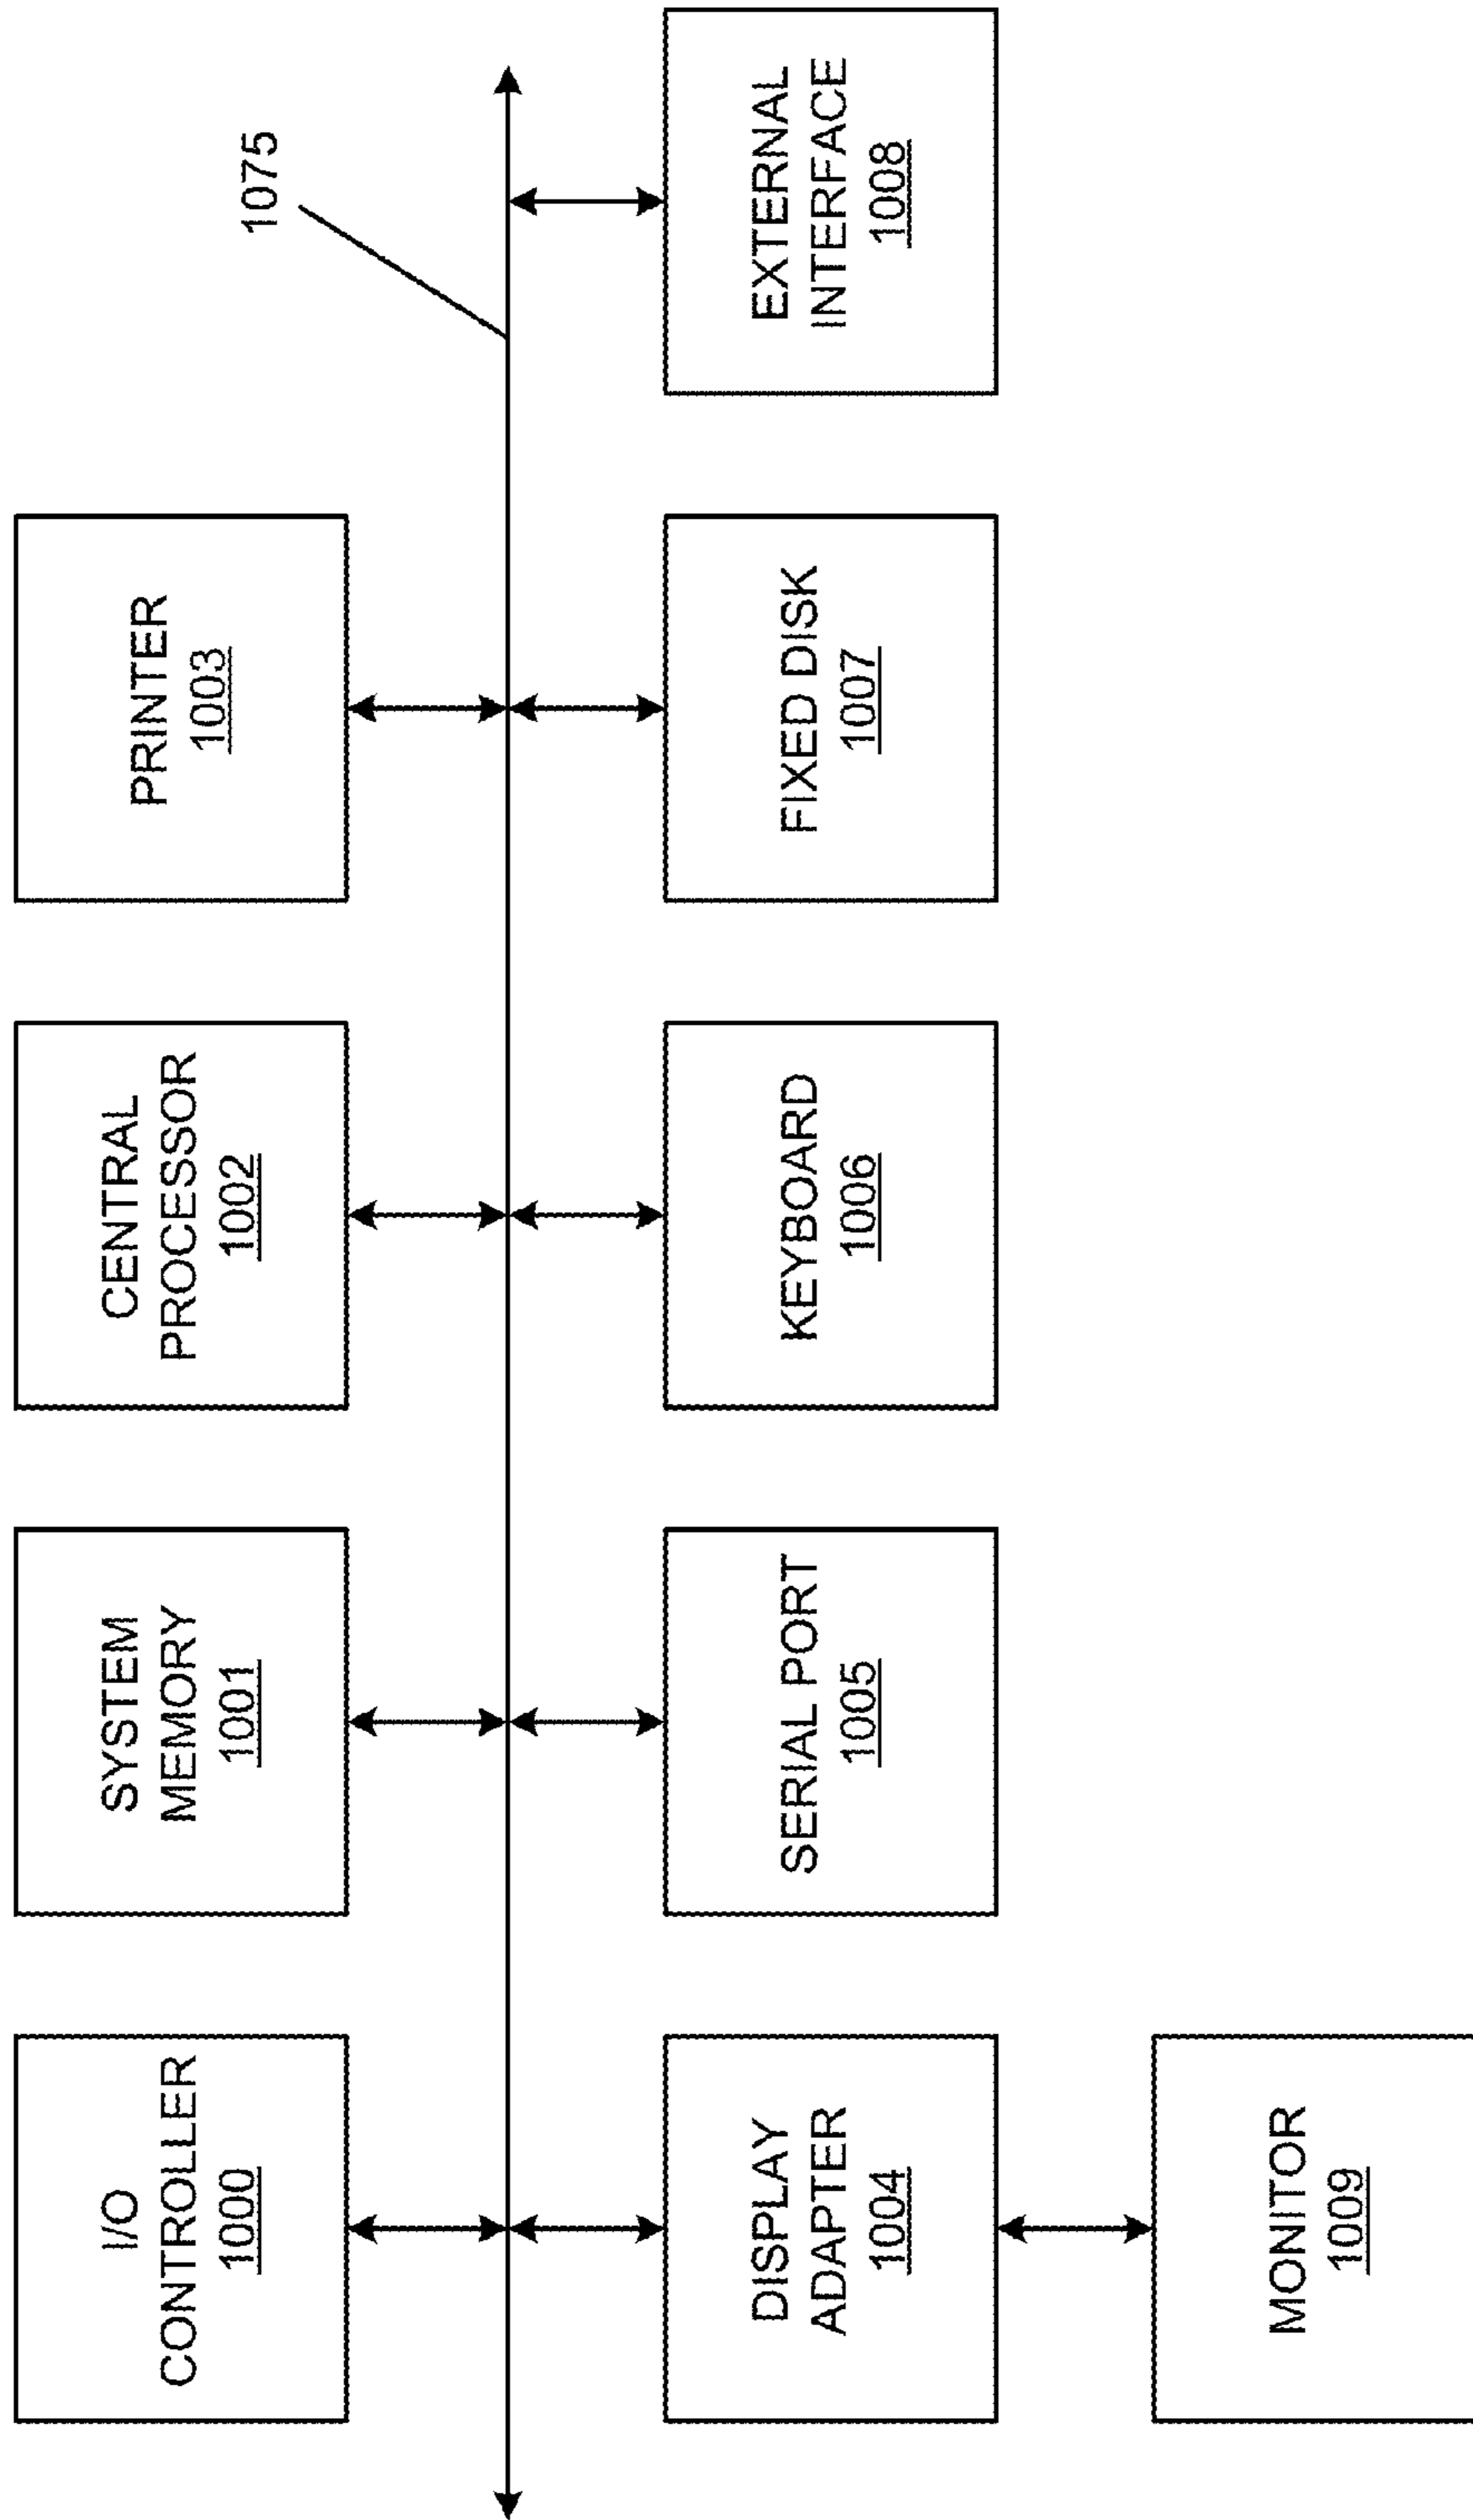 I/O
CONTROLLER
1000
SYSTEM
MEMORY
1001
CENTRAL
PROCESSOR
1002
PRINTER
1003
1075
DISPLAY
ADAPTER
1004
SERIAL PORT
1005
KEYBOARD
1006
FIXED DISK
1007
EXTERNAL
INTERFACE
1008
MONITOR
1009